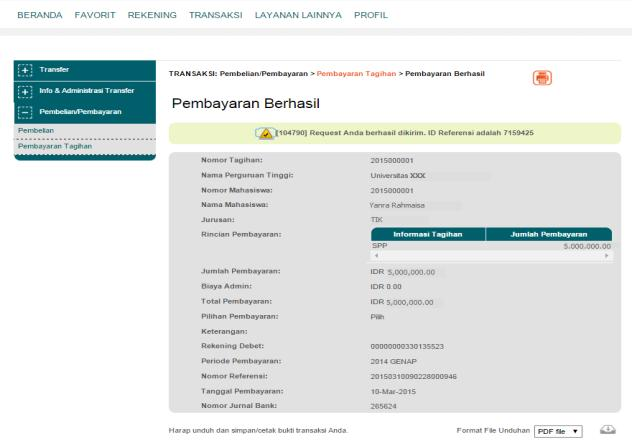 BERANDA FAVORIT REKENING TRANSAKSI LAYANAN LAINNYA PROFIL
Transfer
Info & Administrasi Transfer
Pembelian/Pembayaran
Pembelian
Pembayaran Tagihan
TRANSAKSI: Pembelian/Pembayaran > Pembayaran Tagihan > Pembayaran Berhasil
Pembayaran Berhasil
[104790] Request Anda berhasil dikirim. ID Referensi adalah 7159425
Nomor Tagihan: 2015000001
Nama Perguruan Tinggi: Universitas XXX
Nomor Mahasiswa: 2015000001
Nama Mahasiswa: Yanra Rahmaisa
Jurusan: TIK
Rincian Pembayaran: Informasi Tagihan Jumlah Pembayaran
SPP 5.000.000.00
Jumlah Pembayaran: IDR 5,000,000.00
Biaya Admin: IDR 0.00
Total Pembayaran: IDR 5,000,000.00
Pilihan Pembayaran: Pilih
Keterangan:
Rekening Debet: 00000000330135523
Periode Pembayaran: 2014 GENAP
Nomor Referensi: 20150310090228000946
Tanggal Pembayaran: 10-Mar-2015
Nomor Jurnal Bank: 265624
Harap unduh dan simpan/cetak bukti transaksi Anda. Format File Unduhan PDF file